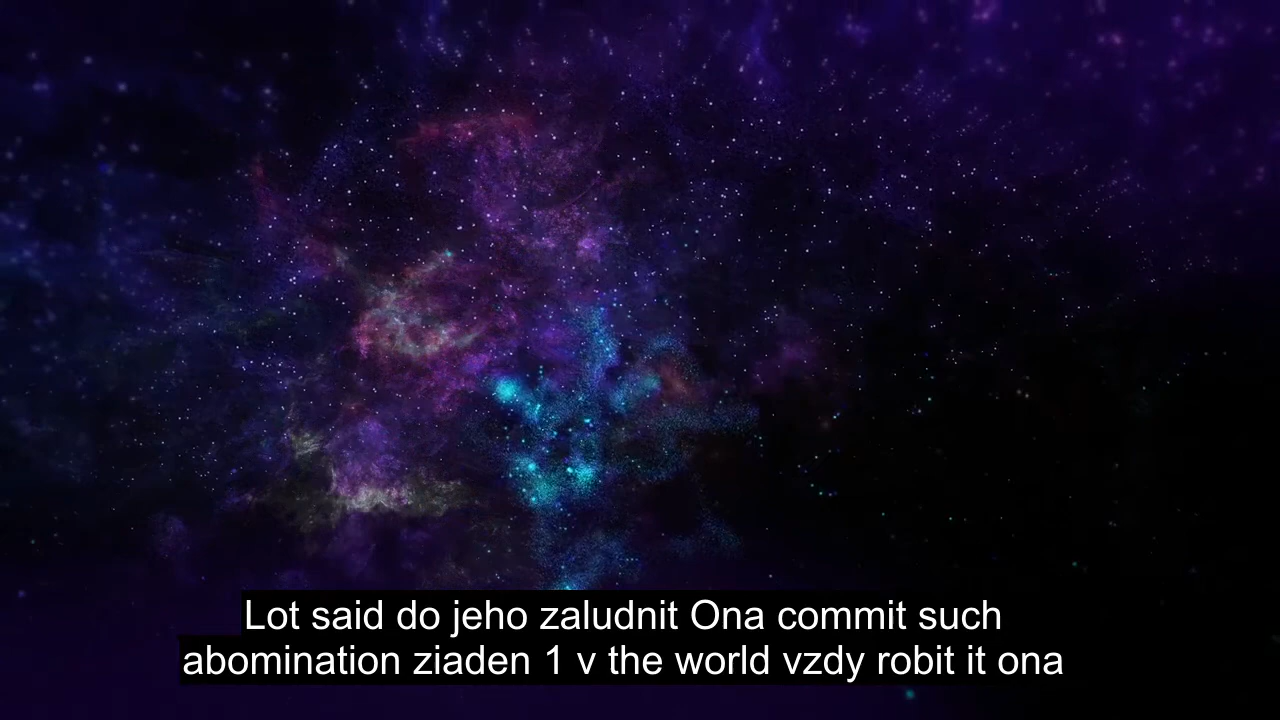 Lot said do jeho zaludnit Ona commit such
abomination ziaden 1 v the world vzdy robit it ona